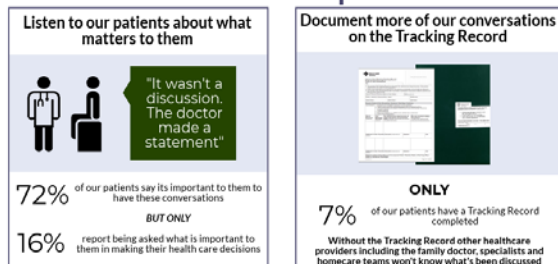 Listen to our patients about what
matters to them
"It wasn't a
discussion.
The doctor
made a
statement"
72% of our patients say its important to them to
have these conversations
BUT ONLY
16% report being asked what is important to
them in making their health care decisions
Document more of our conversations
on the Tracking Record
ONLY
7% of our patients have a Tracking Record
completed
Without the Tracking Record other healthcare
providers including the family doctor, specialists and
homecare teams won't know what's been discussed